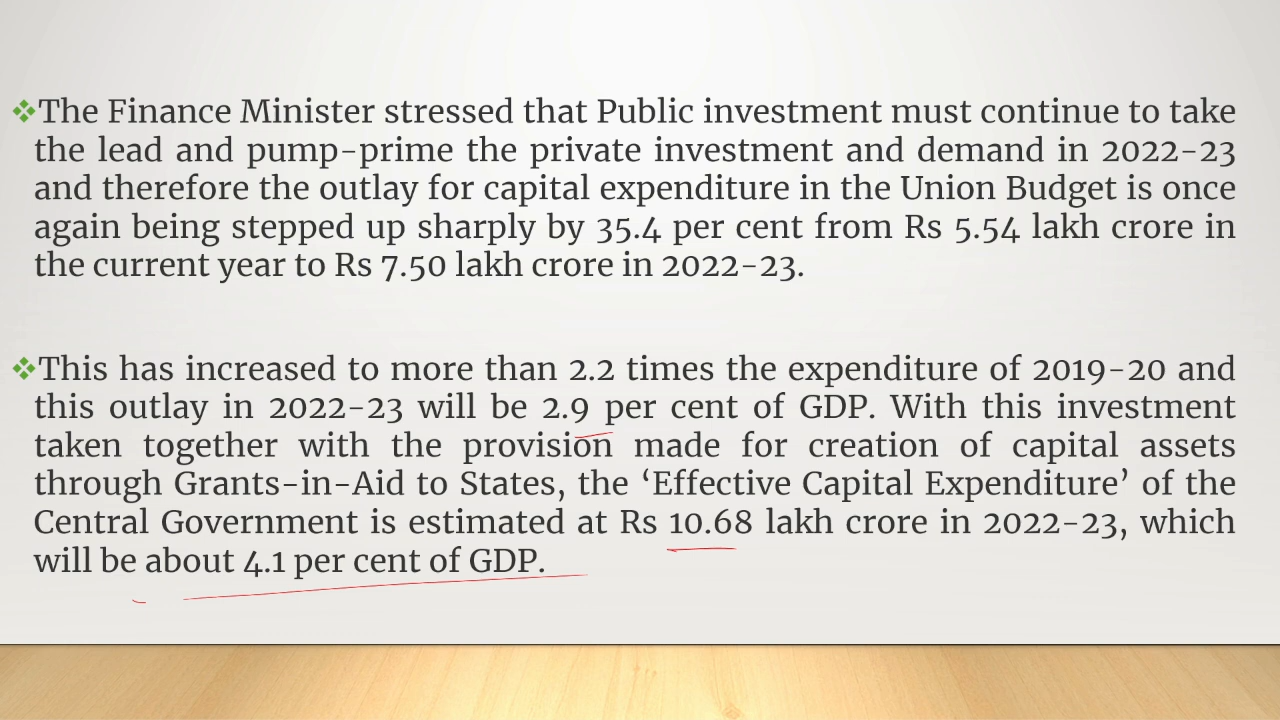 ❖The Finance Minister stressed that Public investment must continue to take
the lead and pump-prime the private investment and demand in 2022-23
and therefore the outlay for capital expenditure in the Union Budget is once
again being stepped up sharply by 35.4 per cent from Rs 5.54 lakh crore in
the current year to Rs 7.50 lakh crore in 2022-23.
❖This has increased to more than 2.2 times the expenditure of 2019-20 and
this outlay in 2022-23 will be 2.9 per cent of GDP. With this investment
taken together with the provision made for creation of capital assets
through Grants-in-Aid to States, the ‘Effective Capital Expenditure’ of the
Central Government is estimated at Rs 10.68 lakh crore in 2022-23, which
will be about 4.1 per cent of GDP.